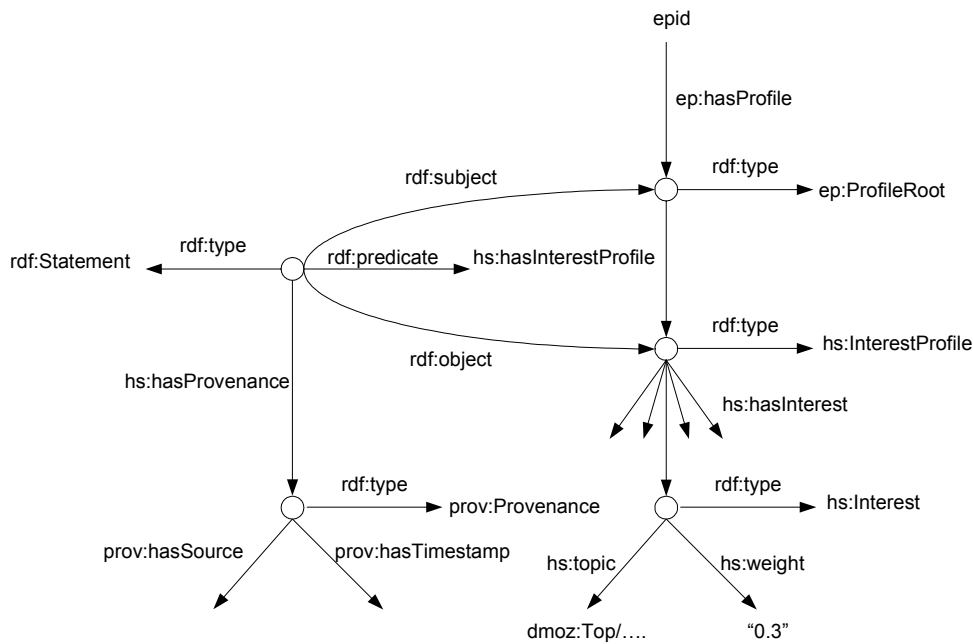 epid
ep:hasProfile
rdf:subject
rdf:type
ep:ProfileRoot
rdf:type
rdf:Statement
rdf:predicate
hs:hasInterestProfile
rdf:type
hs:InterestProfile
rdf:object
hs:hasProvenance
hs:hasInterest
rdf:type
prov:Provenance
rdf:type
hs:Interest
prov:hasSource
prov:hasTimestamp
hs:topic
hs:weight
dmoz:Top/….
“0.3”